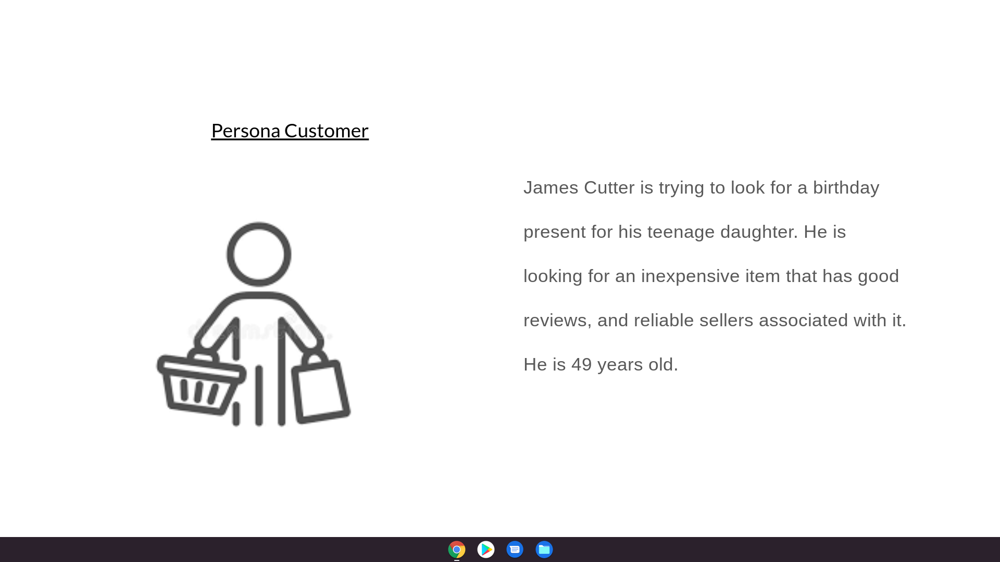 Persona Customer
James Cutter is trying to look for a birthday
present for his teenage daughter. He is
looking for an inexpensive item that has good
reviews, and reliable sellers associated with it.
He is 49 years old.
dreamstime.